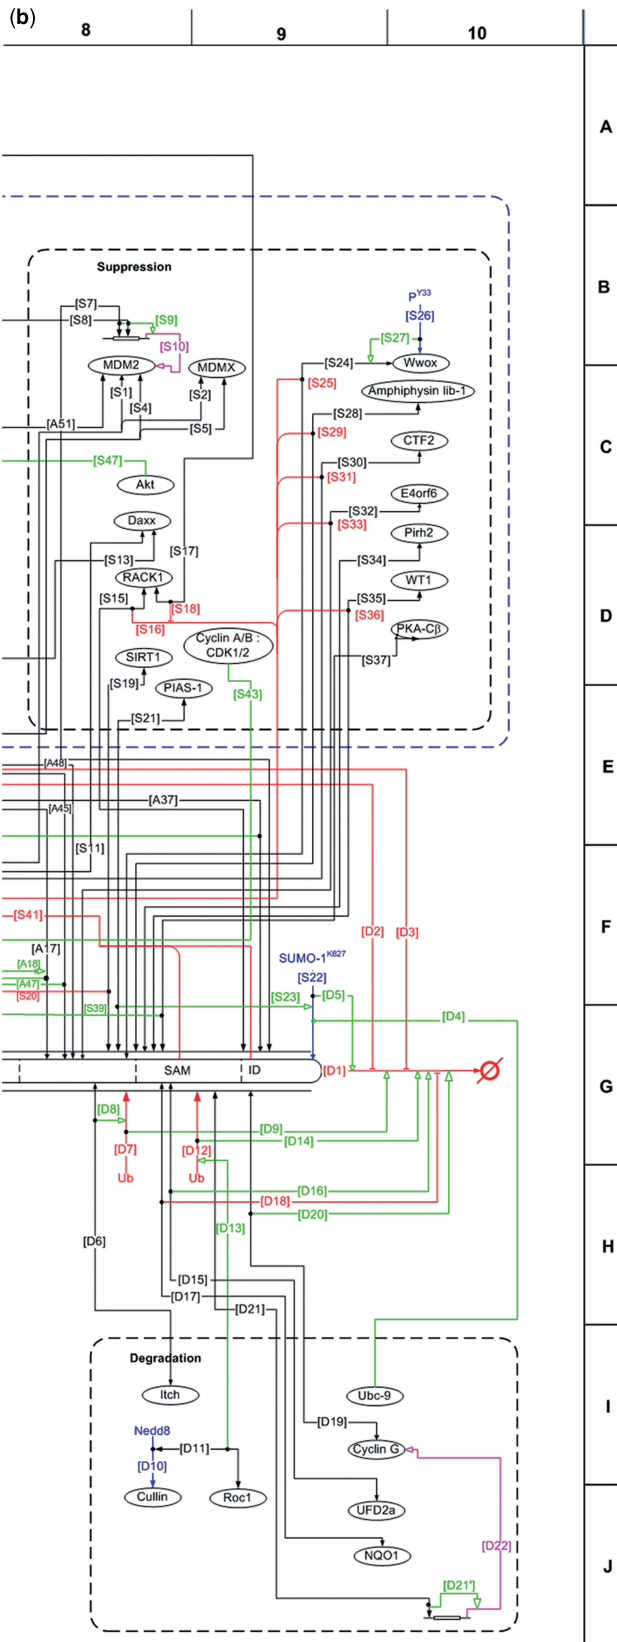 (b)
8 9 10
A
B
Suppression
P^Y33
[S7]
[S26]
[S8] [S9]
[S27]
[S10]
[S24] Wwox
MDM2 MDMX
[S25]
[S1] [S2]
Amphiphysin lib-1
[S4]
[S28]
[A51] [S5]
[S29]
C
CTF2
[S47]
[S30]
[S31]
Akt
E4orf6
[S32]
Daxx
[S33]
Pirh2
[S17]
[S13]
[S34]
RACK1
WT1
[S15]
[S35]
[S18]
[S36]
D
[S16]
PKA-Cβ
Cyclin A/B :
CDK1/2
SIRT1
[S37]
[S19]
PIAS-1
[S43]
[S21]
[A48]
E
[A37]
[A45]
[S11]
[S41]
F
[D2] [D3]
[A17]
SUMO-1^K627
[A18]
[S22]
[A47]
[S20]
[S23] [D5]
[S39]
[D4]
SAM ID [D1]
G
[D8]
[D9]
[D14]
[D7] [D12]
Ub Ub
[D16]
[D18]
[D20]
[D13]
[D6]
H
[D15]
[D17]
[D21]
Degradation
Itch Ubc-9
I
[D19]
Nedd8
[D11] Cyclin G
[D10]
Cullin Roc1
UFD2a
[D22]
NQO1
J
[D21']